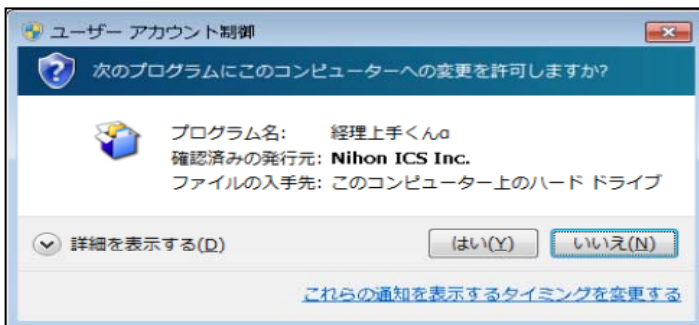 ユーザー アカウント制御
次のプログラムにこのコンピューターへの変更を許可しますか?
プログラム名: 経理上手くんα
確認済みの発行元: Nihon ICS Inc.
ファイルの入手先: このコンピューター上のハード ドライブ
詳細を表示する(D)
はい(Y) いいえ(N)
これらの通知を表示するタイミングを変更する